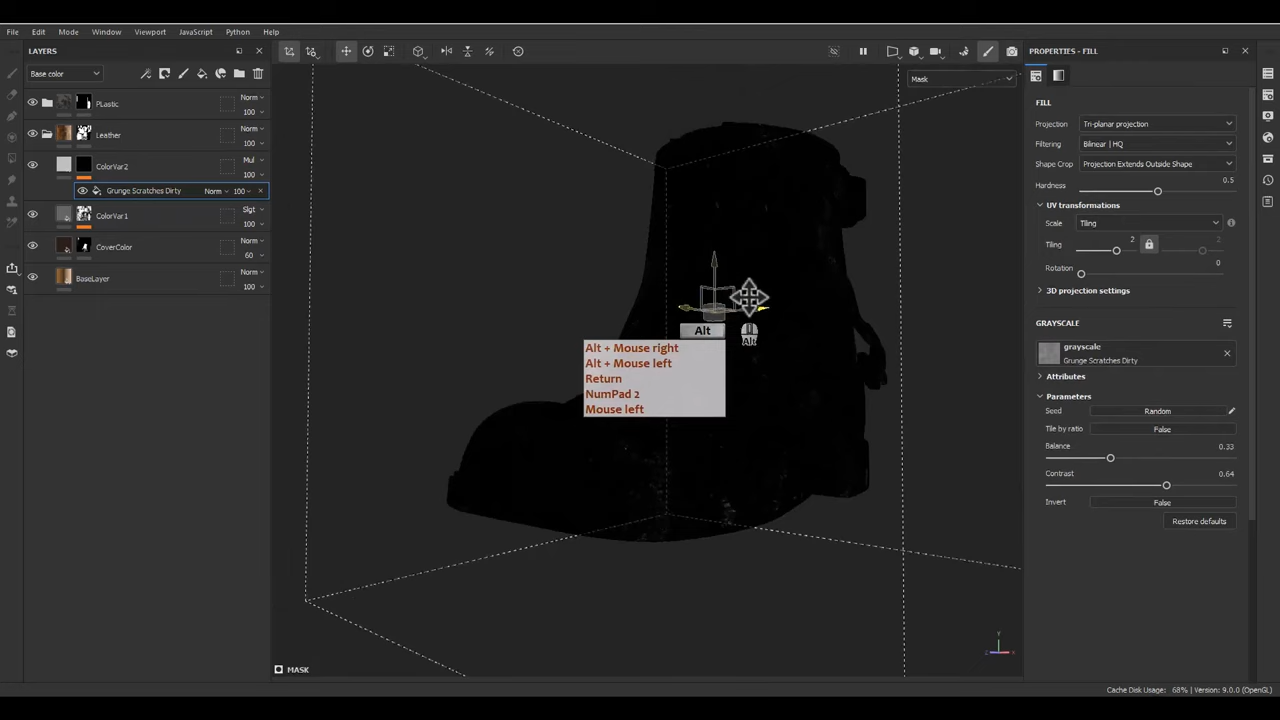 File Edit Mode Window Viewport JavaScript Python Help
LAYERS
Base color
PLastic Norm 100
Leather Norm 100
ColorVar2 Mul 100
Grunge Scratches Dirty Norm 100
ColorVar1 Slgt 100
CoverColor Norm 60
BaseLayer Norm 100
Mask
Alt
Alt
Alt + Mouse right
Alt + Mouse left
Return
NumPad 2
Mouse left
MASK
Y
Z X
PROPERTIES - FILL
FILL
Projection Tri-planar projection
Filtering Bilinear | HQ
Shape Crop Projection Extends Outside Shape
Hardness 0.5
UV transformations
Scale Tiling
Tiling 2 2
Rotation 0
3D projection settings
GRAYSCALE
grayscale
Grunge Scratches Dirty
Attributes
Parameters
Seed Random
Tile by ratio False
Balance 0.33
Contrast 0.64
Invert False
Restore defaults
Cache Disk Usage: 68% | Version: 9.0.0 (OpenGL)